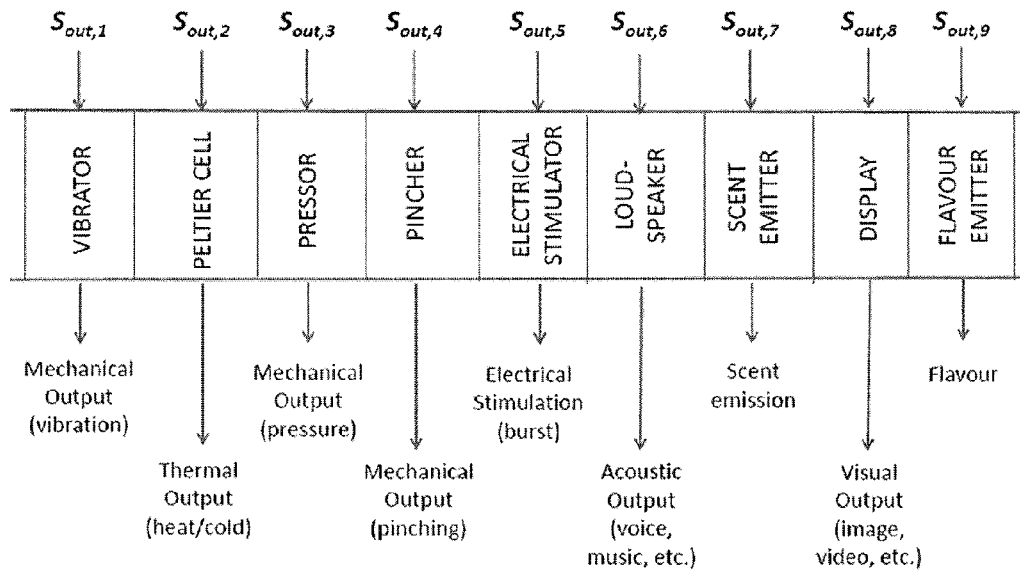 S_out,1 S_out,2 S_out,3 S_out,4 S_out,5 S_out,6 S_out,7 S_out,8 S_out,9
VIBRATOR
PELTIER CELL
PRESSOR
PINCHER
ELECTRICAL
STIMULATOR
LOUD-
SPEAKER
SCENT
EMITTER
DISPLAY
FLAVOUR
EMITTER
Mechanical
Output
(vibration)
Thermal
Output
(heat/cold)
Mechanical
Output
(pressure)
Mechanical
Output
(pinching)
Electrical
Stimulation
(burst)
Acoustic
Output
(voice,
music, etc.)
Scent
emission
Visual
Output
(image,
video, etc.)
Flavour